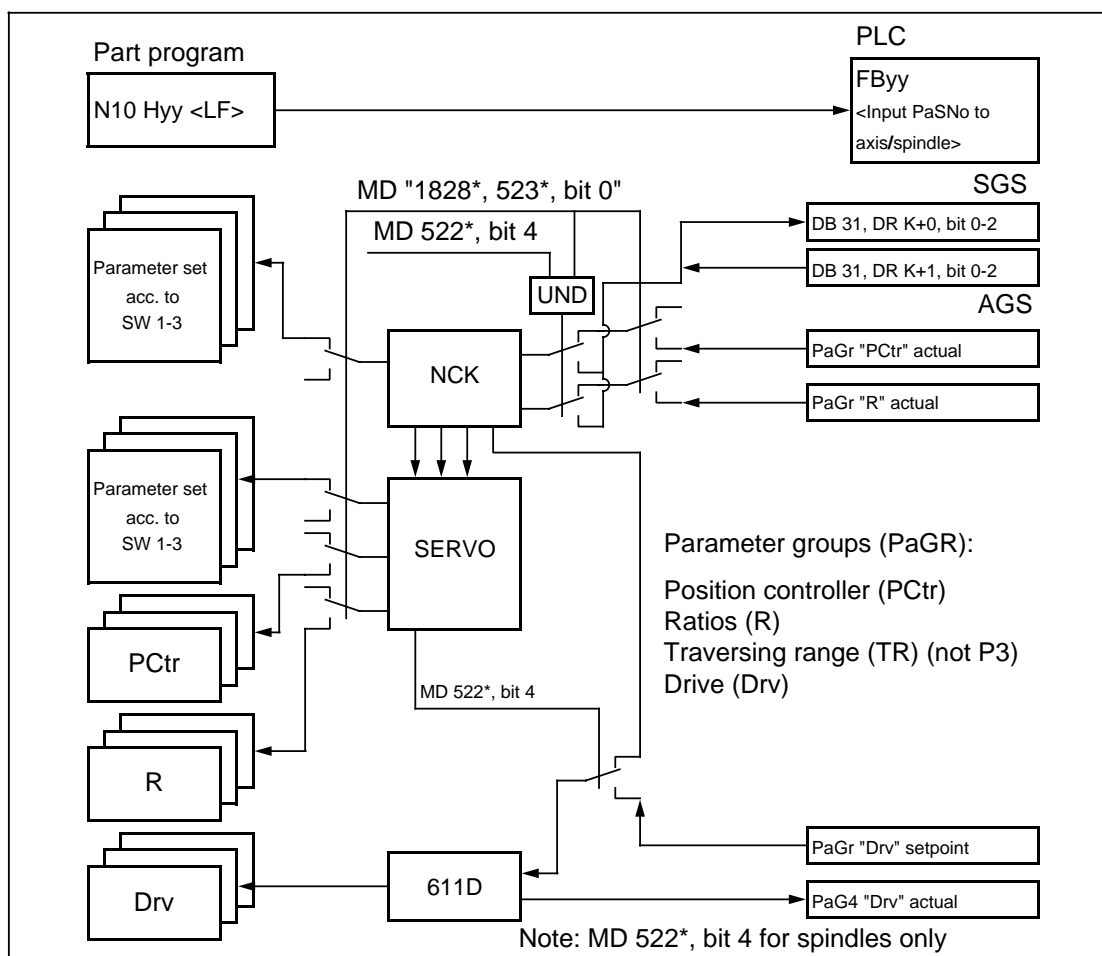 Part program
N10 Hyy <LF>
PLC
FByy
<Input PaSNo to
axis/spindle>
MD "1828*, 523*, bit 0"
MD 522*, bit 4
UND
SGS
DB 31, DR K+0, bit 0-2
DB 31, DR K+1, bit 0-2
AGS
Parameter set
acc. to
SW 1-3
NCK
PaGr "PCtr" actual
PaGr "R" actual
Parameter set
acc. to
SW 1-3
SERVO
Parameter groups (PaGR):
Position controller (PCtr)
Ratios (R)
Traversing range (TR) (not P3)
Drive (Drv)
PCtr
MD 522*, bit 4
R
PaGr "Drv" setpoint
Drv
611D
PaG4 "Drv" actual
Note: MD 522*, bit 4 for spindles only